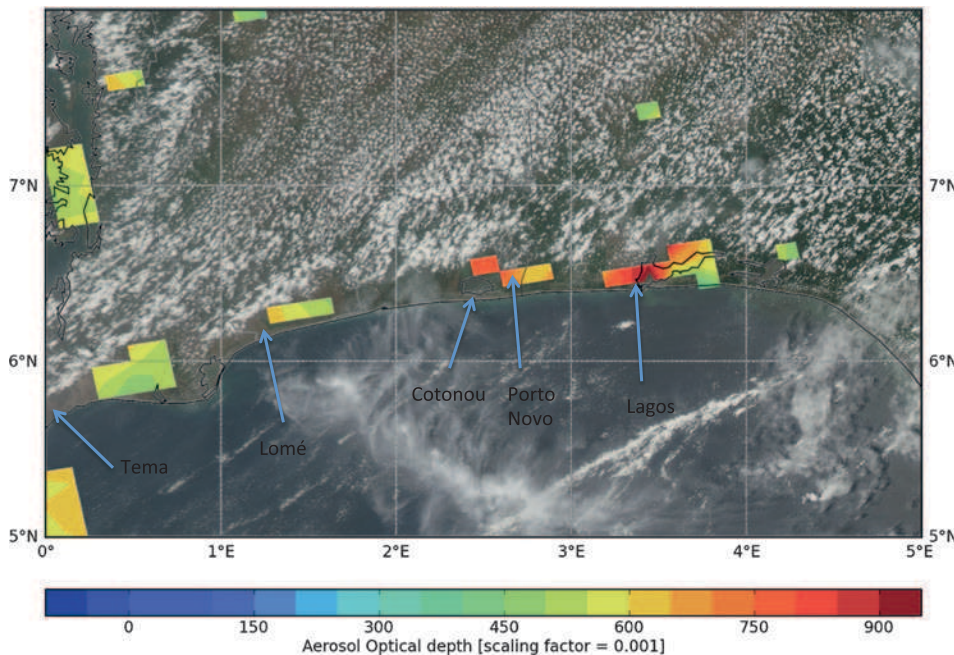 7°N
7°N
6°N
6°N
Cotonou
Porto
Novo
Lagos
Lomé
Tema
5°N
5°N
0°
1°E
2°E
3°E
4°E
5°E
0
150
300
450
600
750
900
Aerosol Optical depth [scaling factor = 0.001]